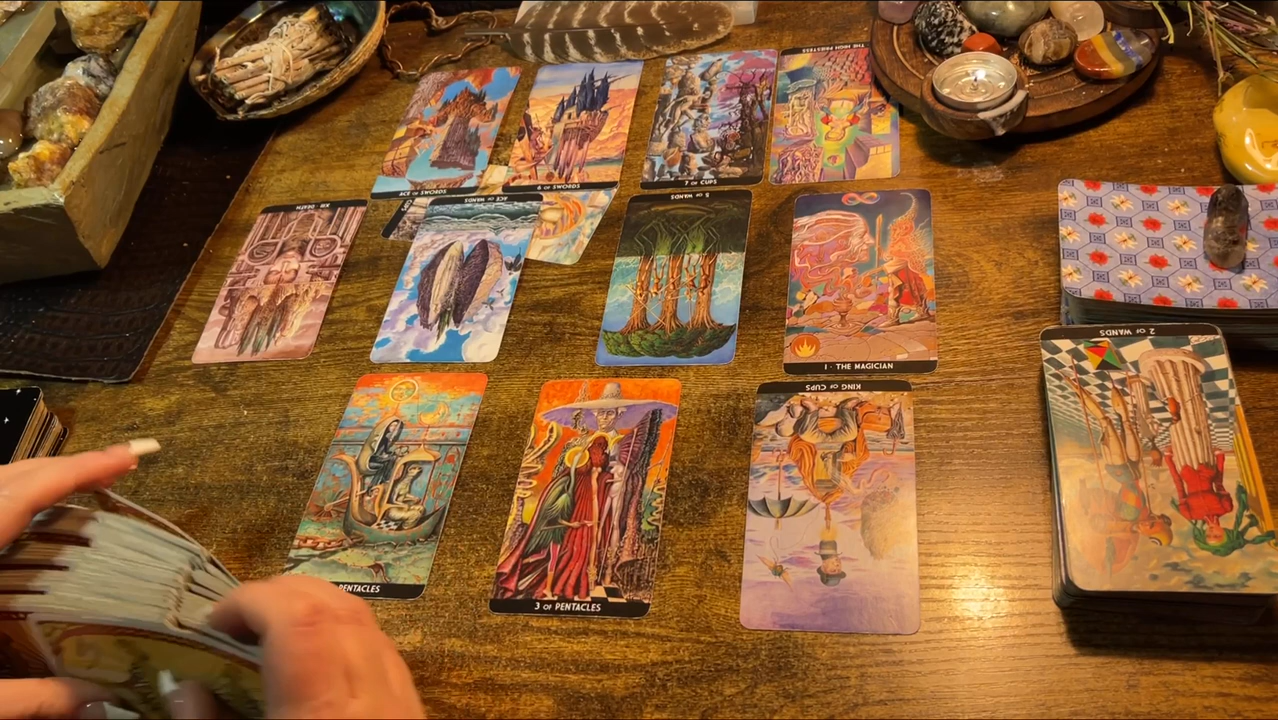 ACE OF SWORDS
6 OF SWORDS
7 OF CUPS
THE HIGH PRIESTESS
XIII · DEATH
ACE OF WANDS
5 OF WANDS
I · THE MAGICIAN
PENTACLES
3 OF PENTACLES
KING OF CUPS
2 OF WANDS